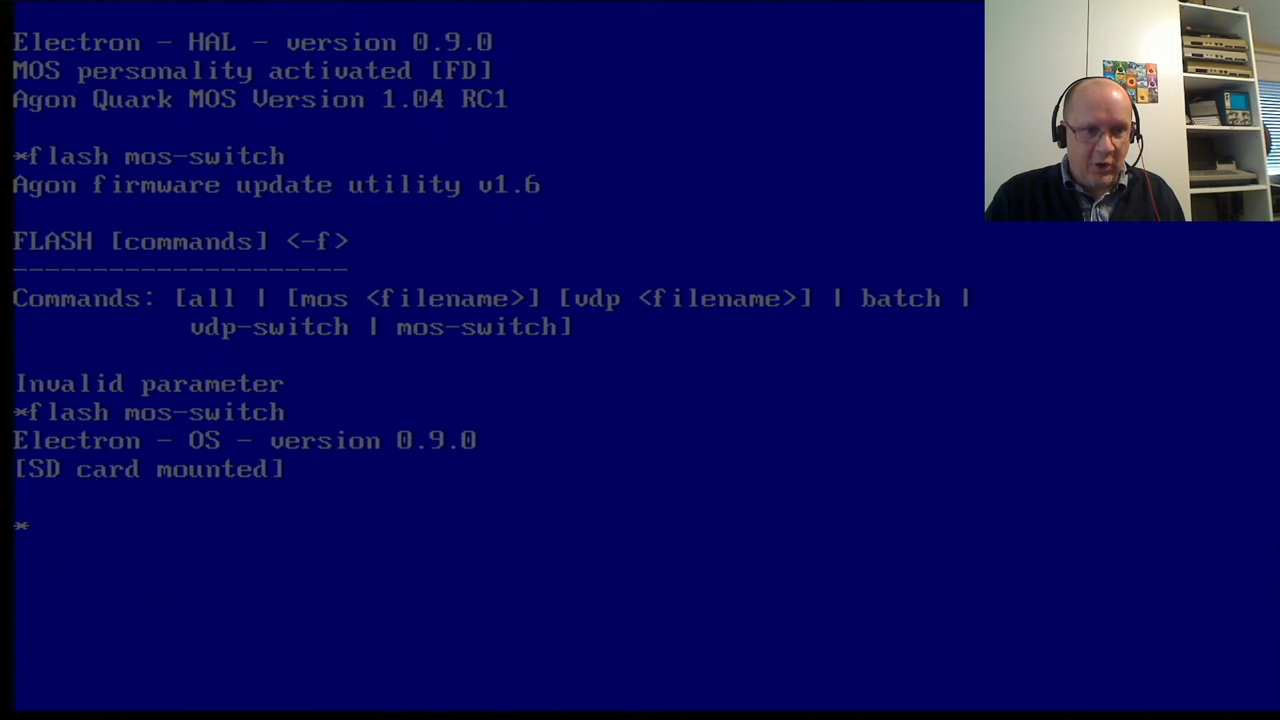 Electron - HAL - version 0.9.0
MOS personality activated [FD]
Agon Quark MOS Version 1.04 RC1
*flash mos-switch
Agon firmware update utility v1.6
FLASH [commands] <-f>
---------------------
Commands: [all | [mos <filename>] [vdp <filename>] | batch |
vdp-switch | mos-switch]
Invalid parameter
*flash mos-switch
Electron - OS - version 0.9.0
[SD card mounted]
*